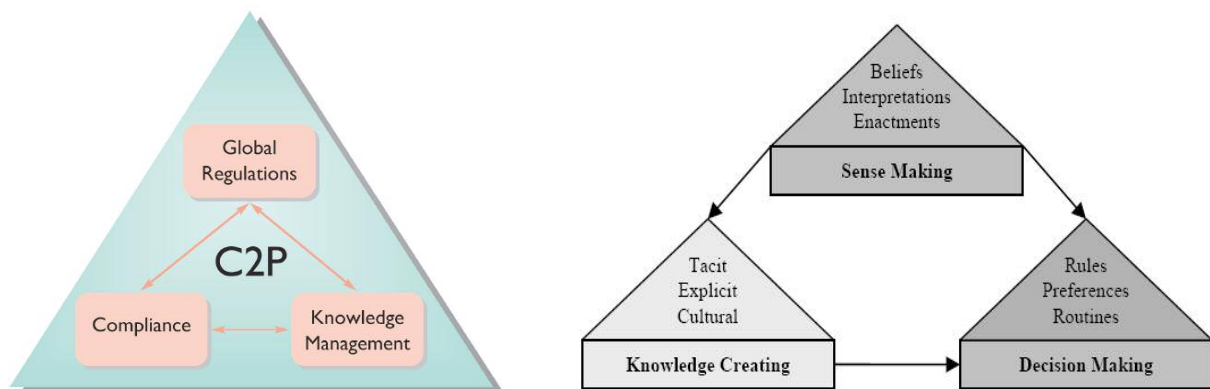 Global
Regulations
C2P
Compliance
Knowledge
Management
Beliefs
Interpretations
Enactments
Sense Making
Tacit
Explicit
Cultural
Knowledge Creating
Rules
Preferences
Routines
Decision Making